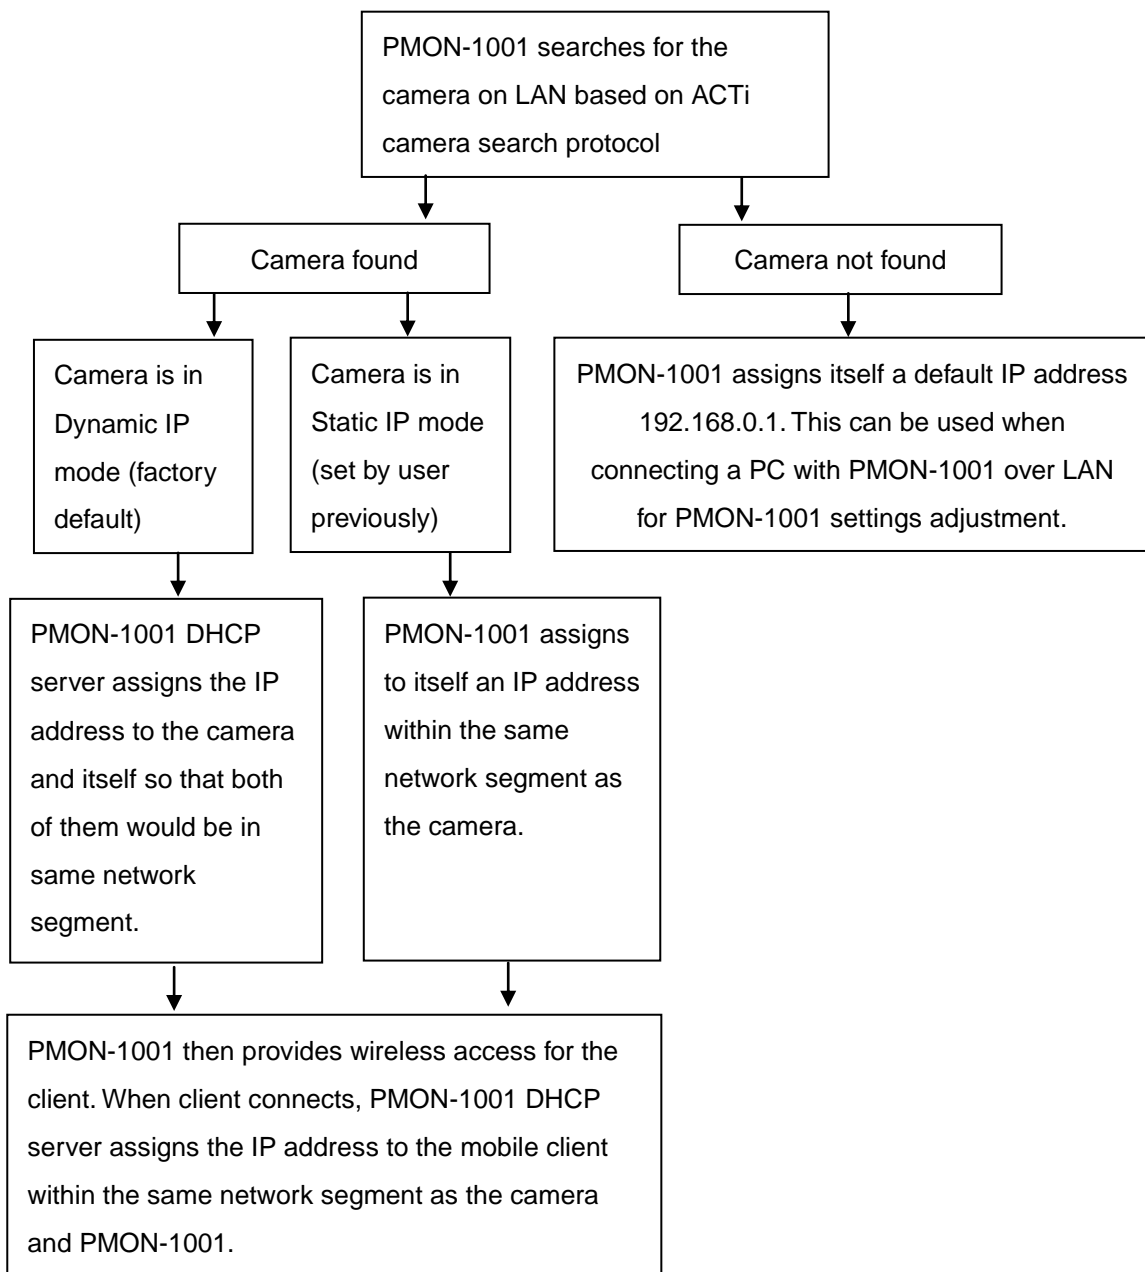 PMON-1001 searches for the
camera on LAN based on ACTi
camera search protocol
Camera found
Camera not found
Camera is in
Dynamic IP
mode (factory
default)
Camera is in
Static IP mode
(set by user
previously)
PMON-1001 assigns itself a default IP address
192.168.0.1. This can be used when
connecting a PC with PMON-1001 over LAN
for PMON-1001 settings adjustment.
PMON-1001 DHCP
server assigns the IP
address to the camera
and itself so that both
of them would be in
same network
segment.
PMON-1001 assigns
to itself an IP address
within the same
network segment as
the camera.
PMON-1001 then provides wireless access for the
client. When client connects, PMON-1001 DHCP
server assigns the IP address to the mobile client
within the same network segment as the camera
and PMON-1001.